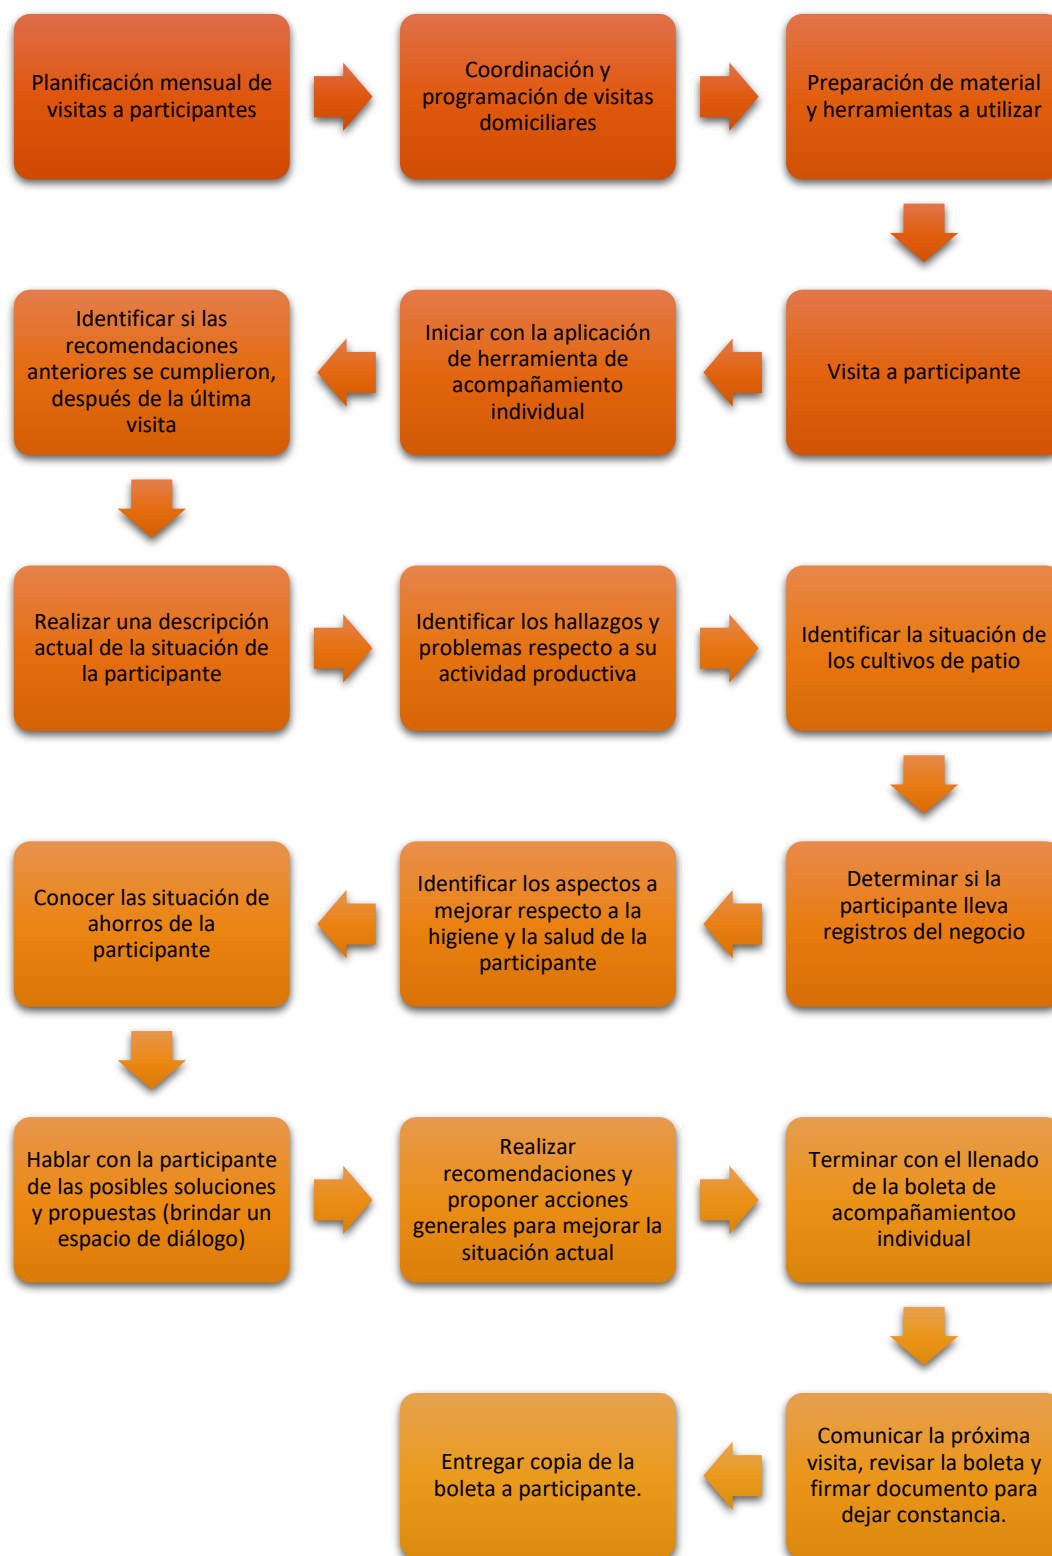 Planificación mensual de
visitas a participantes
Coordinación y
programación de visitas
domiciliares
Preparación de material
y herramientas a utilizar
Visita a participante
Iniciar con la aplicación
de herramienta de
acompañamiento
individual
Identificar si las
recomendaciones
anteriores se cumplieron,
después de la última
visita
Realizar una descripción
actual de la situación de
la participante
Identificar los hallazgos y
problemas respecto a su
actividad productiva
Identificar la situación de
los cultivos de patio
Determinar si la
participante lleva
registros del negocio
Identificar los aspectos a
mejorar respecto a la
higiene y la salud de la
participante
Conocer las situación de
ahorros de la
participante
Hablar con la participante
de las posibles soluciones
y propuestas (brindar un
espacio de diálogo)
Realizar
recomendaciones y
proponer acciones
generales para mejorar la
situación actual
Terminar con el llenado
de la boleta de
acompañamientoo
individual
Comunicar la próxima
visita, revisar la boleta y
firmar documento para
dejar constancia.
Entregar copia de la
boleta a participante.